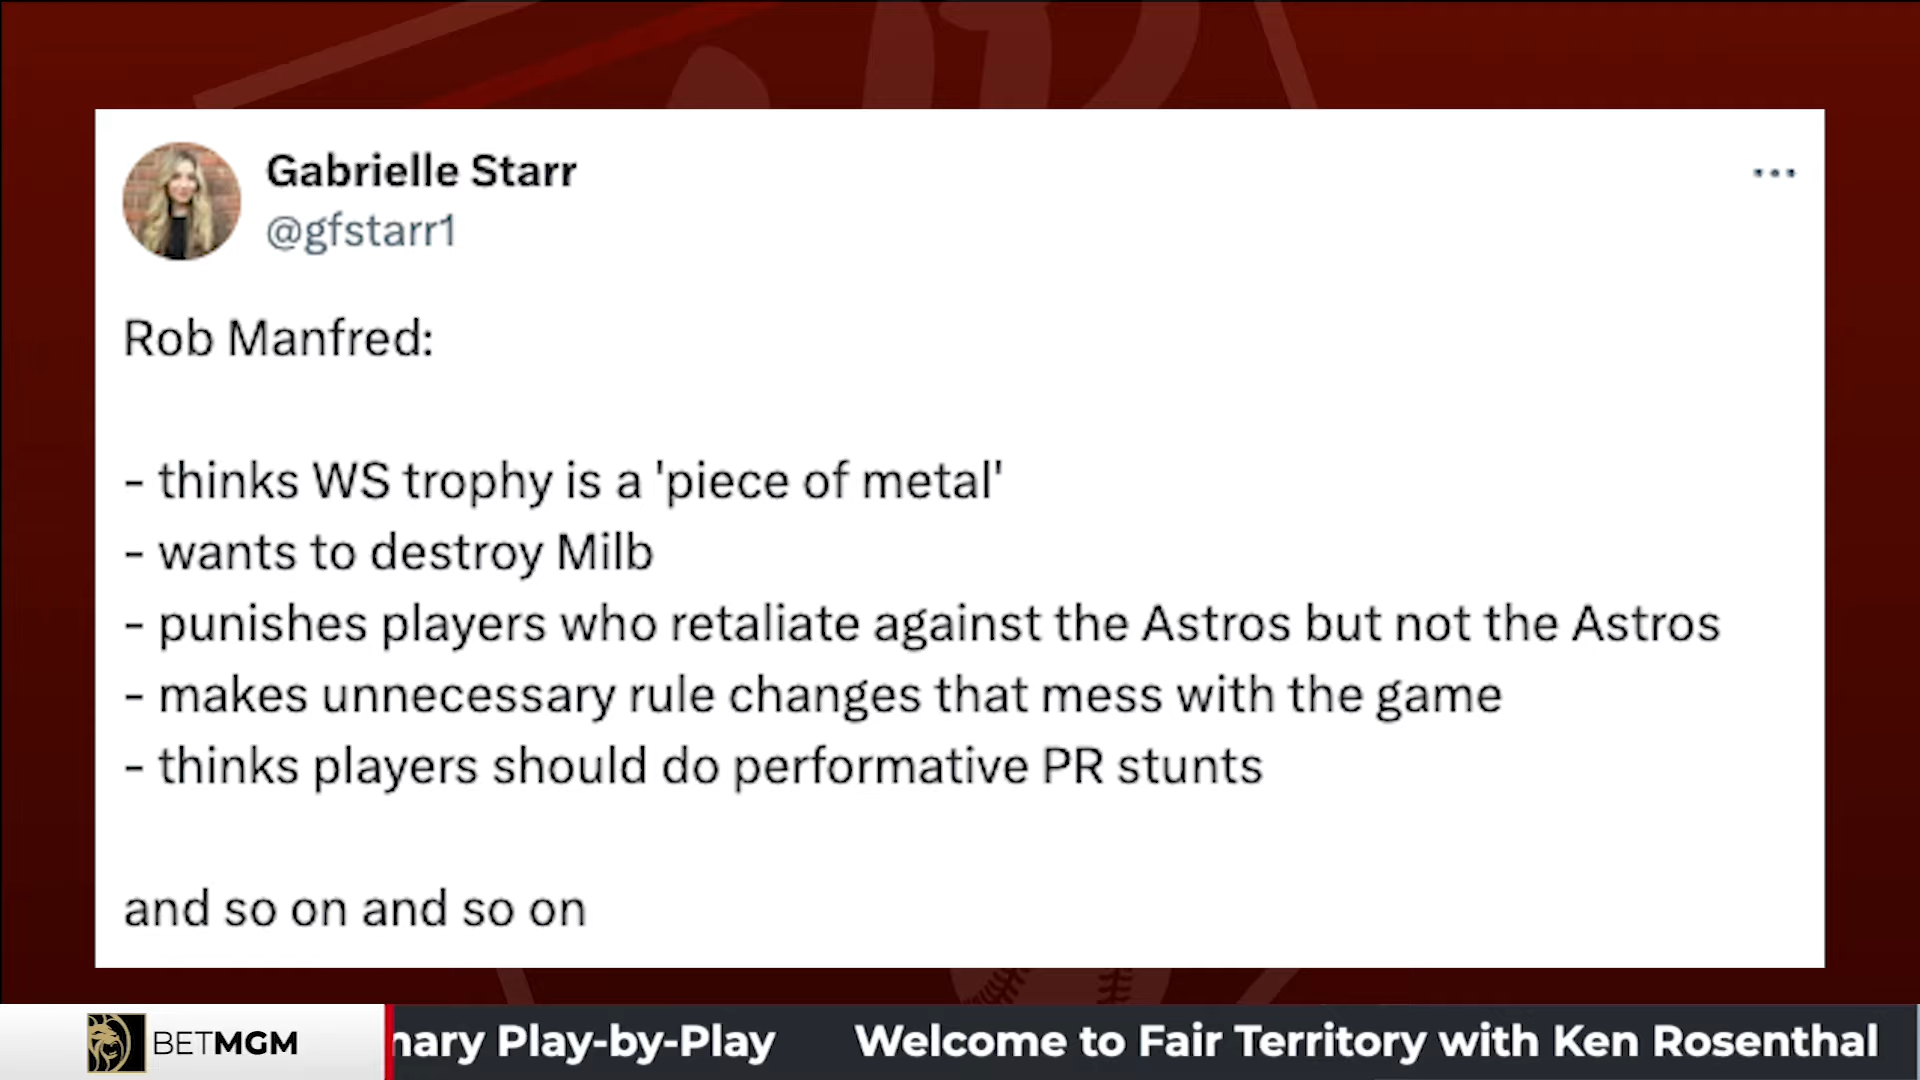 Gabrielle Starr
@gfstarr1
Rob Manfred:
- thinks WS trophy is a 'piece of metal'
- wants to destroy Milb
- punishes players who retaliate against the Astros but not the Astros
- makes unnecessary rule changes that mess with the game
- thinks players should do performative PR stunts
and so on and so on
BETMGM
Play-by-Play Welcome to Fair Territory with Ken Rosenthal